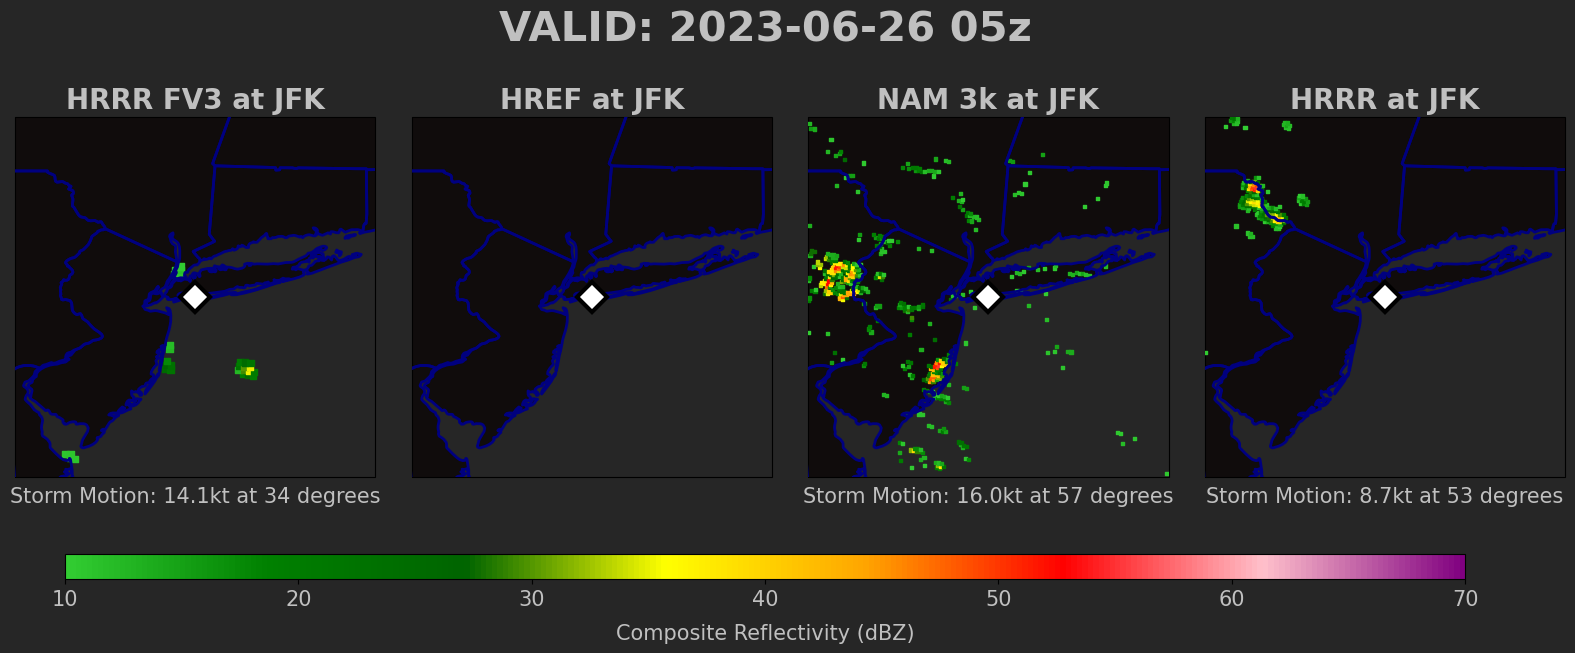 VALID: 2023-06-26 05z
HRRR FV3 at JFK
HREF at JFK
NAM 3k at JFK
HRRR at JFK
Storm Motion: 14.1kt at 34 degrees
Storm Motion: 16.0kt at 57 degrees
Storm Motion: 8.7kt at 53 degrees
10 20 30 40 50 60 70
Composite Reflectivity (dBZ)